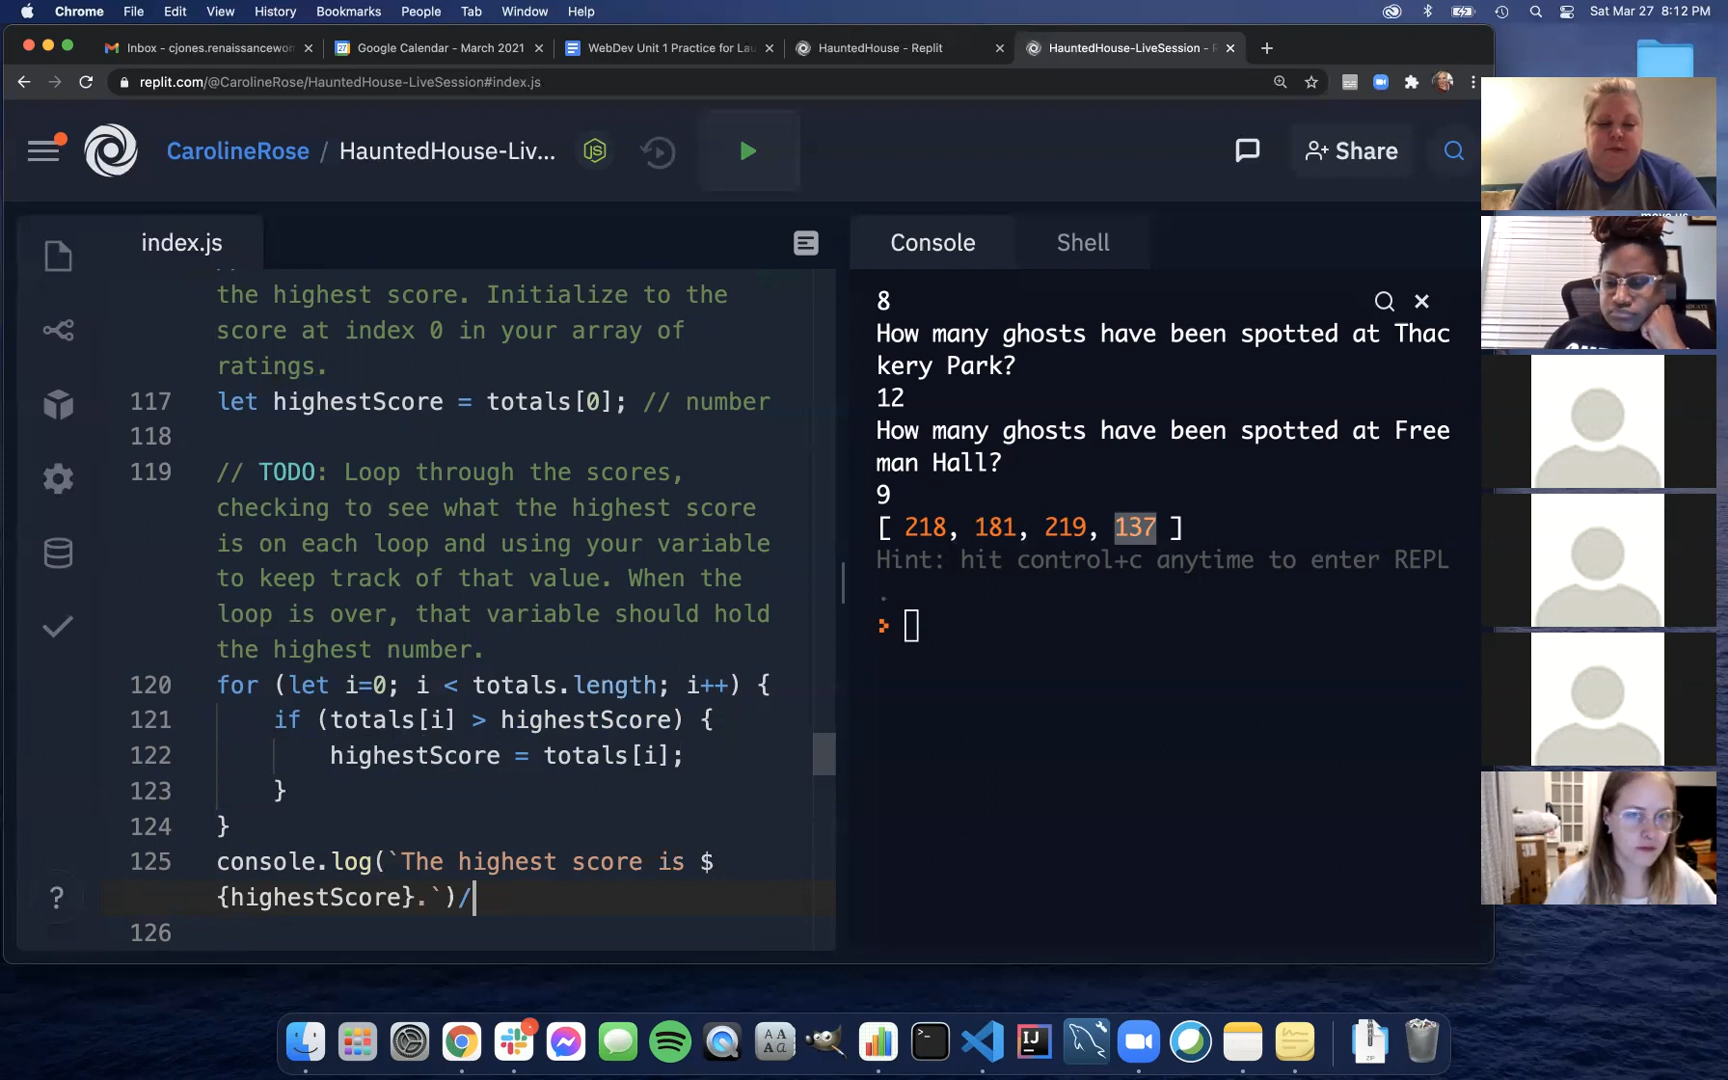 Chrome File Edit View History Bookmarks People Tab Window Help Sat Mar 27 8:12 PM
Inbox - cjones.renaissancewon Google Calendar - March 2021 WebDev Unit 1 Practice for Lau HauntedHouse - Replit HauntedHouse-LiveSession - R
replit.com/@CarolineRose/HauntedHouse-LiveSession#index.js
CarolineRose / HauntedHouse-Liv... JS Share
index.js
the highest score. Initialize to the
score at index 0 in your array of
ratings.
117 let highestScore = totals[0]; // number
118
119 // TODO: Loop through the scores,
checking to see what the highest score
is on each loop and using your variable
to keep track of that value. When the
loop is over, that variable should hold
the highest number.
120 for (let i=0; i < totals.length; i++) {
121 if (totals[i] > highestScore) {
122 highestScore = totals[i];
123 }
124 }
125 console.log(`The highest score is $
{highestScore}.`)/
126
Console Shell
8
How many ghosts have been spotted at Thac
kery Park?
12
How many ghosts have been spotted at Free
man Hall?
9
[ 218, 181, 219, 137 ]
Hint: hit control+c anytime to enter REPL
.
>
?